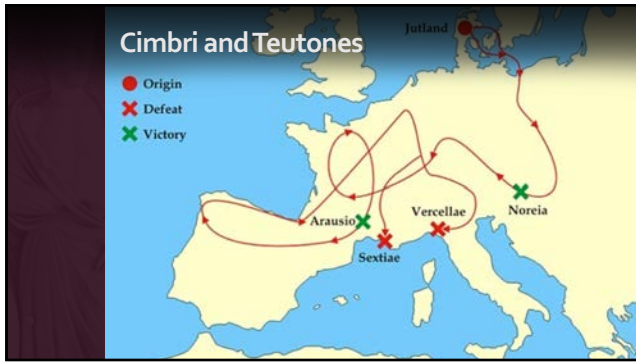 Cimbri and Teutones
Jutland
Origin
Defeat
Victory
Arausio
Vercellae
Noreia
Sextiae